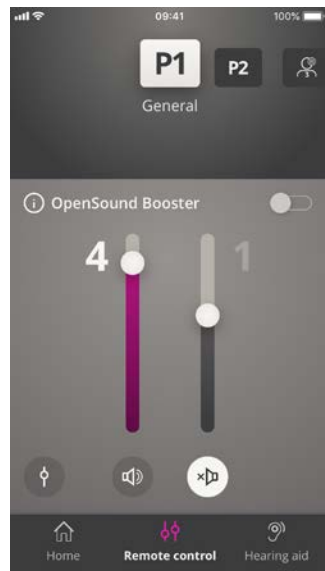 09:41
100%
P1
P2
General
OpenSound Booster
4
1
Home
Remote control
Hearing aid